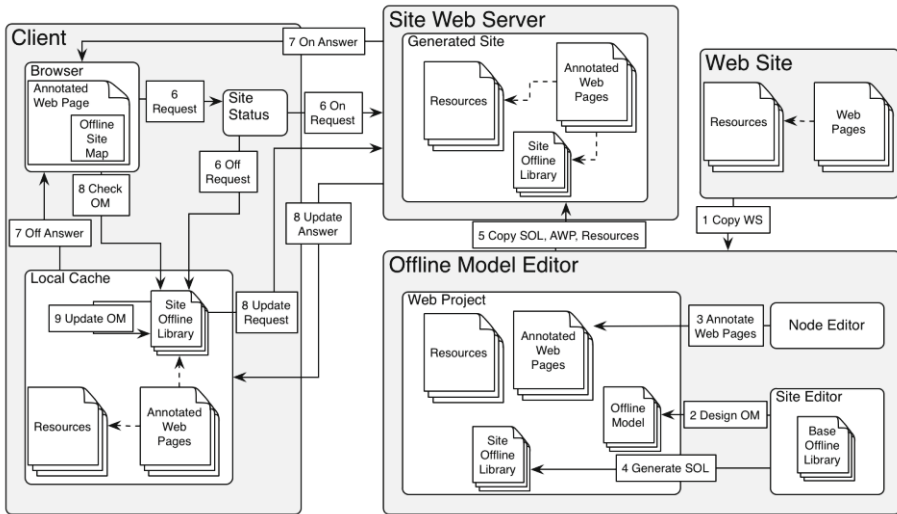 Client
Browser
Annotated
Web Page
Offline
Site
Map
6
Request
Site
Status
7 On Answer
6 On
Request
6 Off
Request
8 Check
OM
7 Off Answer
8 Update
Answer
Local Cache
9 Update OM
Site
Offline
Library
8 Update
Request
Resources
Annotated
Web
Pages
Site Web Server
Generated Site
Resources
Annotated
Web
Pages
Site
Offline
Library
5 Copy SOL, AWP, Resources
Web Site
Resources
Web
Pages
1 Copy WS
Offline Model Editor
Web Project
Resources
Annotated
Web
Pages
3 Annotate
Web Pages
Node Editor
Offline
Model
2 Design OM
Site Editor
Base
Offline
Library
Site
Offline
Library
4 Generate SOL